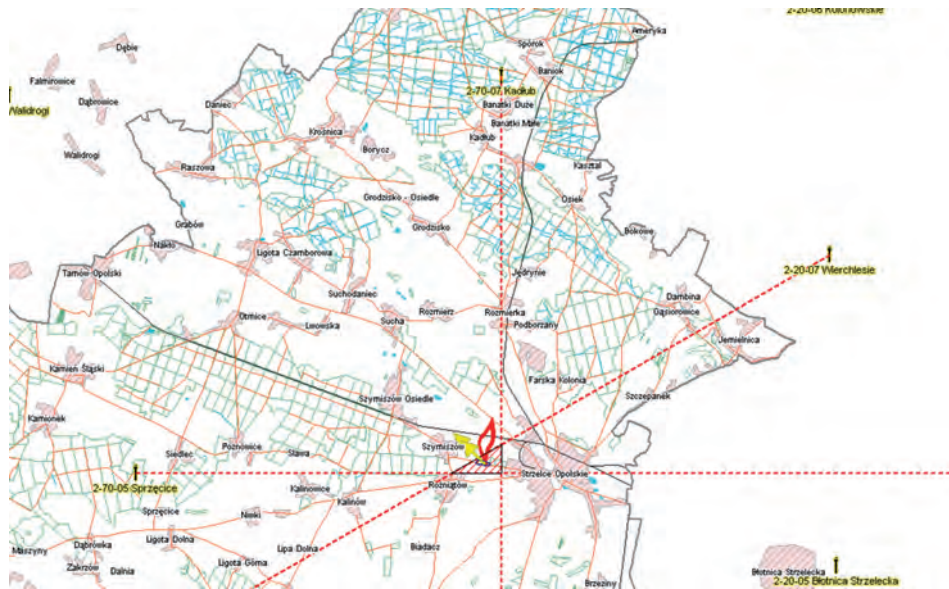 2-20-06 Kolonowskie
Ameryka
Dębie
Spórok
Baniok
Falmirowice
2-70-07 Kadłub
Dąbrowice
Daniec
Banatki Duże
Walidrogi
Banatki Małe
Krośnica
Kadłub
Borycz
Walidrogi
Raszowa
Kasztal
Grodzisko - Osiedle
Osiek
Grabów
Grodzisko
Bokowe
Nakło
Ligota Czamborowa
Tarnów Opolski
Jędrynie
2-20-07 Wierchlesie
Suchodaniec
Dambina
Rozmierz
Rozmierka
Gąsiorowice
Otmice
Lwowska
Sucha
Podborzany
Jemielnica
Kamień Śląski
Farska Kolonia
Szczepanek
Szymiszów Osiedle
Kamionek
Poznowice
Szymiszów
Siedlec
Sława
Strzelce Opolskie
2-70-05 Sprzęcice
Kalinowice
Rożniątów
Kalinów
Sprzęcice
Ninki
Maszyny
Dąbrówka
Ligota Dolna
Lipa Dolna
Biadacz
Zakrzów
Dalnia
Ligota Górna
Błotnica Strzelecka
Brzeziny
2-20-05 Błotnica Strzelecka